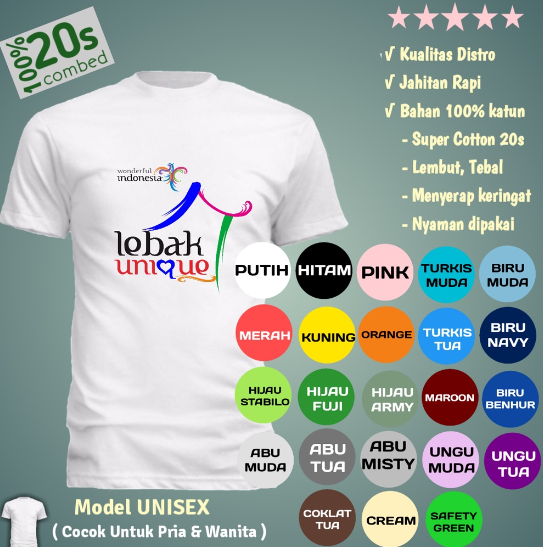 100% 20s
combed
√ Kualitas Distro
√ Jahitan Rapi
√ Bahan 100% katun
- Super Cotton 20s
- Lembut, Tebal
- Menyerap keringat
- Nyaman dipakai
wonderful
indonesia
lebak
unique
PUTIH
HITAM
PINK
TURKIS
MUDA
BIRU
MUDA
MERAH
KUNING
ORANGE
TURKIS
TUA
BIRU
NAVY
HIJAU
STABILO
HIJAU
FUJI
HIJAU
ARMY
MAROON
BIRU
BENHUR
ABU
MUDA
ABU
TUA
ABU
MISTY
UNGU
MUDA
UNGU
TUA
COKLAT
TUA
CREAM
SAFETY
GREEN
Model UNISEX
( Cocok Untuk Pria & Wanita )